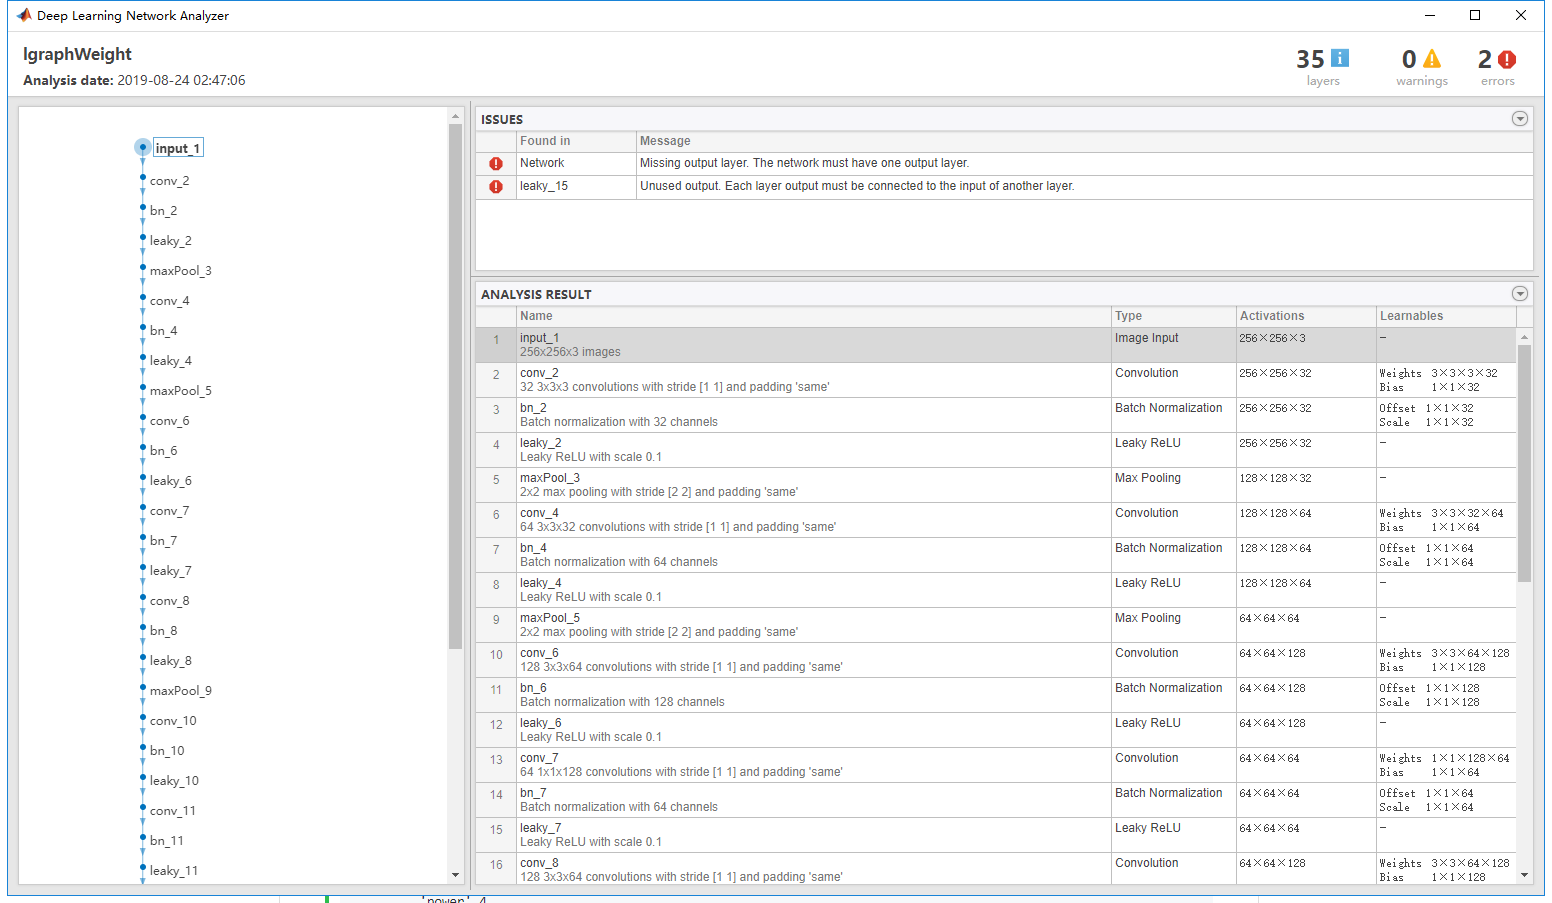 Deep Learning Network Analyzer
lgraphWeight
Analysis date: 2019-08-24 02:47:06
35 i
layers
0
warnings
2
errors
input_1
conv_2
bn_2
leaky_2
maxPool_3
conv_4
bn_4
leaky_4
maxPool_5
conv_6
bn_6
leaky_6
conv_7
bn_7
leaky_7
conv_8
bn_8
leaky_8
maxPool_9
conv_10
bn_10
leaky_10
conv_11
bn_11
leaky_11
ISSUES
Found in Message
Network Missing output layer. The network must have one output layer.
leaky_15 Unused output. Each layer output must be connected to the input of another layer.
ANALYSIS RESULT
Name Type Activations Learnables
1 input_1 Image Input 256×256×3 –
256x256x3 images
2 conv_2 Convolution 256×256×32 Weights 3×3×3×32
32 3x3x3 convolutions with stride [1 1] and padding 'same' Bias 1×1×32
3 bn_2 Batch Normalization 256×256×32 Offset 1×1×32
Batch normalization with 32 channels Scale 1×1×32
4 leaky_2 Leaky ReLU 256×256×32 –
Leaky ReLU with scale 0.1
5 maxPool_3 Max Pooling 128×128×32 –
2x2 max pooling with stride [2 2] and padding 'same'
6 conv_4 Convolution 128×128×64 Weights 3×3×32×64
64 3x3x32 convolutions with stride [1 1] and padding 'same' Bias 1×1×64
7 bn_4 Batch Normalization 128×128×64 Offset 1×1×64
Batch normalization with 64 channels Scale 1×1×64
8 leaky_4 Leaky ReLU 128×128×64 –
Leaky ReLU with scale 0.1
9 maxPool_5 Max Pooling 64×64×64 –
2x2 max pooling with stride [2 2] and padding 'same'
10 conv_6 Convolution 64×64×128 Weights 3×3×64×128
128 3x3x64 convolutions with stride [1 1] and padding 'same' Bias 1×1×128
11 bn_6 Batch Normalization 64×64×128 Offset 1×1×128
Batch normalization with 128 channels Scale 1×1×128
12 leaky_6 Leaky ReLU 64×64×128 –
Leaky ReLU with scale 0.1
13 conv_7 Convolution 64×64×64 Weights 1×1×128×64
64 1x1x128 convolutions with stride [1 1] and padding 'same' Bias 1×1×64
14 bn_7 Batch Normalization 64×64×64 Offset 1×1×64
Batch normalization with 64 channels Scale 1×1×64
15 leaky_7 Leaky ReLU 64×64×64 –
Leaky ReLU with scale 0.1
16 conv_8 Convolution 64×64×128 Weights 3×3×64×128
128 3x3x64 convolutions with stride [1 1] and padding 'same' Bias 1×1×128